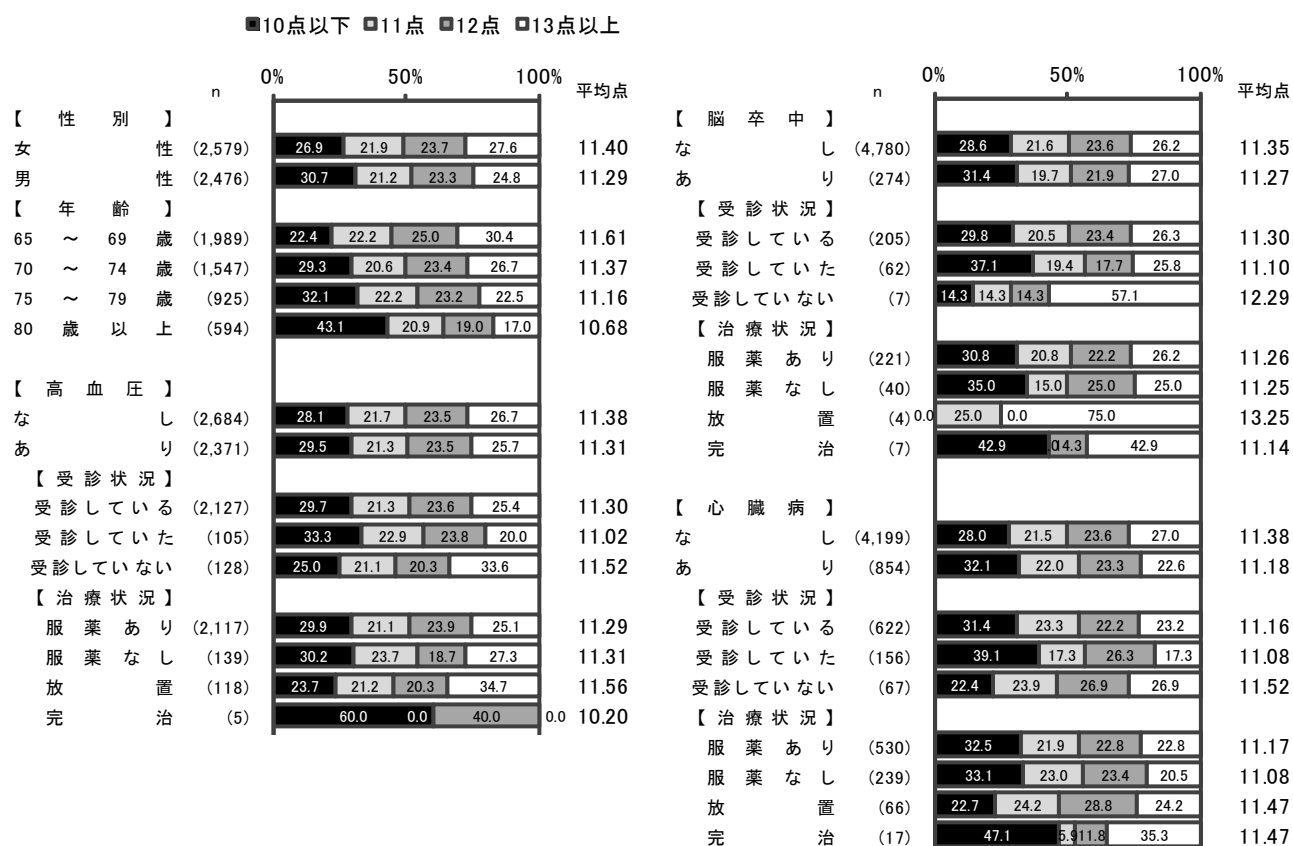 10点以下 11点 12点 13点以上
0% 50% 100%
n 平均点
【性別】
女性 (2,579) 26.9 21.9 23.7 27.6 11.40
男性 (2,476) 30.7 21.2 23.3 24.8 11.29
【年齢】
65～69歳 (1,989) 22.4 22.2 25.0 30.4 11.61
70～74歳 (1,547) 29.3 20.6 23.4 26.7 11.37
75～79歳 (925) 32.1 22.2 23.2 22.5 11.16
80歳以上 (594) 43.1 20.9 19.0 17.0 10.68
【高血圧】
なし (2,684) 28.1 21.7 23.5 26.7 11.38
あり (2,371) 29.5 21.3 23.5 25.7 11.31
【受診状況】
受診している (2,127) 29.7 21.3 23.6 25.4 11.30
受診していた (105) 33.3 22.9 23.8 20.0 11.02
受診していない (128) 25.0 21.1 20.3 33.6 11.52
【治療状況】
服薬あり (2,117) 29.9 21.1 23.9 25.1 11.29
服薬なし (139) 30.2 23.7 18.7 27.3 11.31
放置 (118) 23.7 21.2 20.3 34.7 11.56
完治 (5) 60.0 0.0 40.0 0.0 10.20
0% 50% 100%
n 平均点
【脳卒中】
なし (4,780) 28.6 21.6 23.6 26.2 11.35
あり (274) 31.4 19.7 21.9 27.0 11.27
【受診状況】
受診している (205) 29.8 20.5 23.4 26.3 11.30
受診していた (62) 37.1 19.4 17.7 25.8 11.10
受診していない (7) 14.3 14.3 14.3 57.1 12.29
【治療状況】
服薬あり (221) 30.8 20.8 22.2 26.2 11.26
服薬なし (40) 35.0 15.0 25.0 25.0 11.25
放置 (4) 0.0 25.0 0.0 75.0 13.25
完治 (7) 42.9 14.3 42.9 11.14
【心臓病】
なし (4,199) 28.0 21.5 23.6 27.0 11.38
あり (854) 32.1 22.0 23.3 22.6 11.18
【受診状況】
受診している (622) 31.4 23.3 22.2 23.2 11.16
受診していた (156) 39.1 17.3 26.3 17.3 11.08
受診していない (67) 22.4 23.9 26.9 26.9 11.52
【治療状況】
服薬あり (530) 32.5 21.9 22.8 22.8 11.17
服薬なし (239) 33.1 23.0 23.4 20.5 11.08
放置 (66) 22.7 24.2 28.8 24.2 11.47
完治 (17) 47.1 5.9 11.8 35.3 11.47